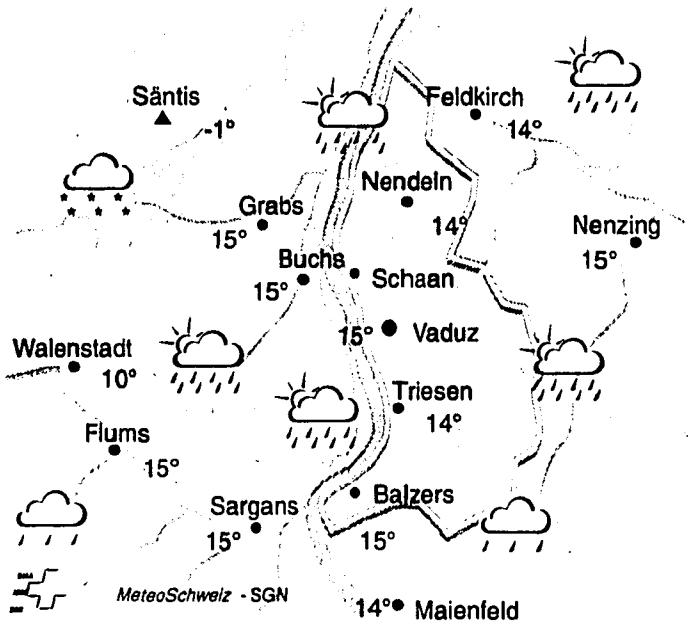 Säntis
-1°
Feldkirch
14°
Nendeln
14°
Grabs
15°
Nenzing
15°
Buchs
15°
Schaan
15°
Vaduz
Walenstadt
10°
Triesen
14°
Flums
15°
Balzers
15°
Sargans
15°
MeteoSchweiz - SGN
14°
Maienfeld